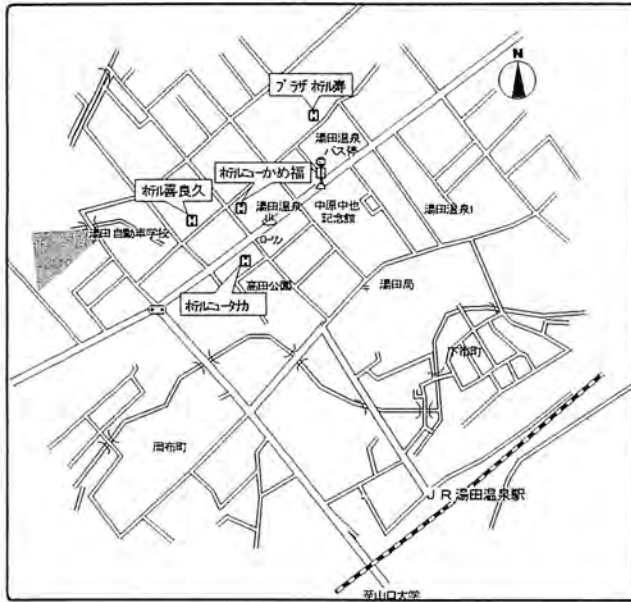 N
プラザホテル寿
湯田温泉
バス停
ホテルニューかめ福
ホテル喜良久
湯田温泉
中原中也
記念館
湯田温泉1
湯田自動車学校
ローソン
ホテルニュータナカ
高田公園
湯田局
下市町
周布町
JR湯田温泉駅
至山口大学